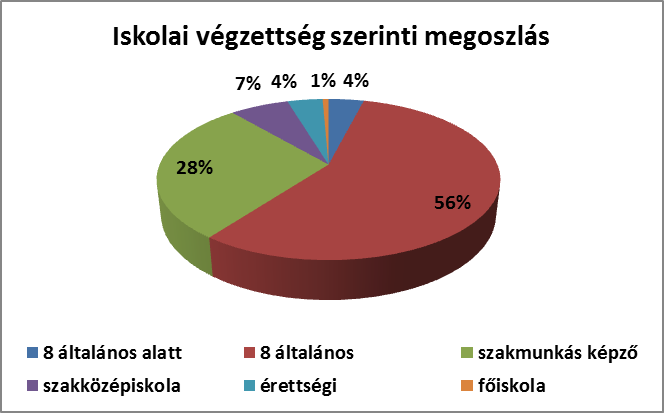 Iskolai végzettség szerinti megoszlás
7% 4% 1% 4%
28%
56%
8 általános alatt 8 általános szakmunkás képző
szakközépiskola érettségi főiskola